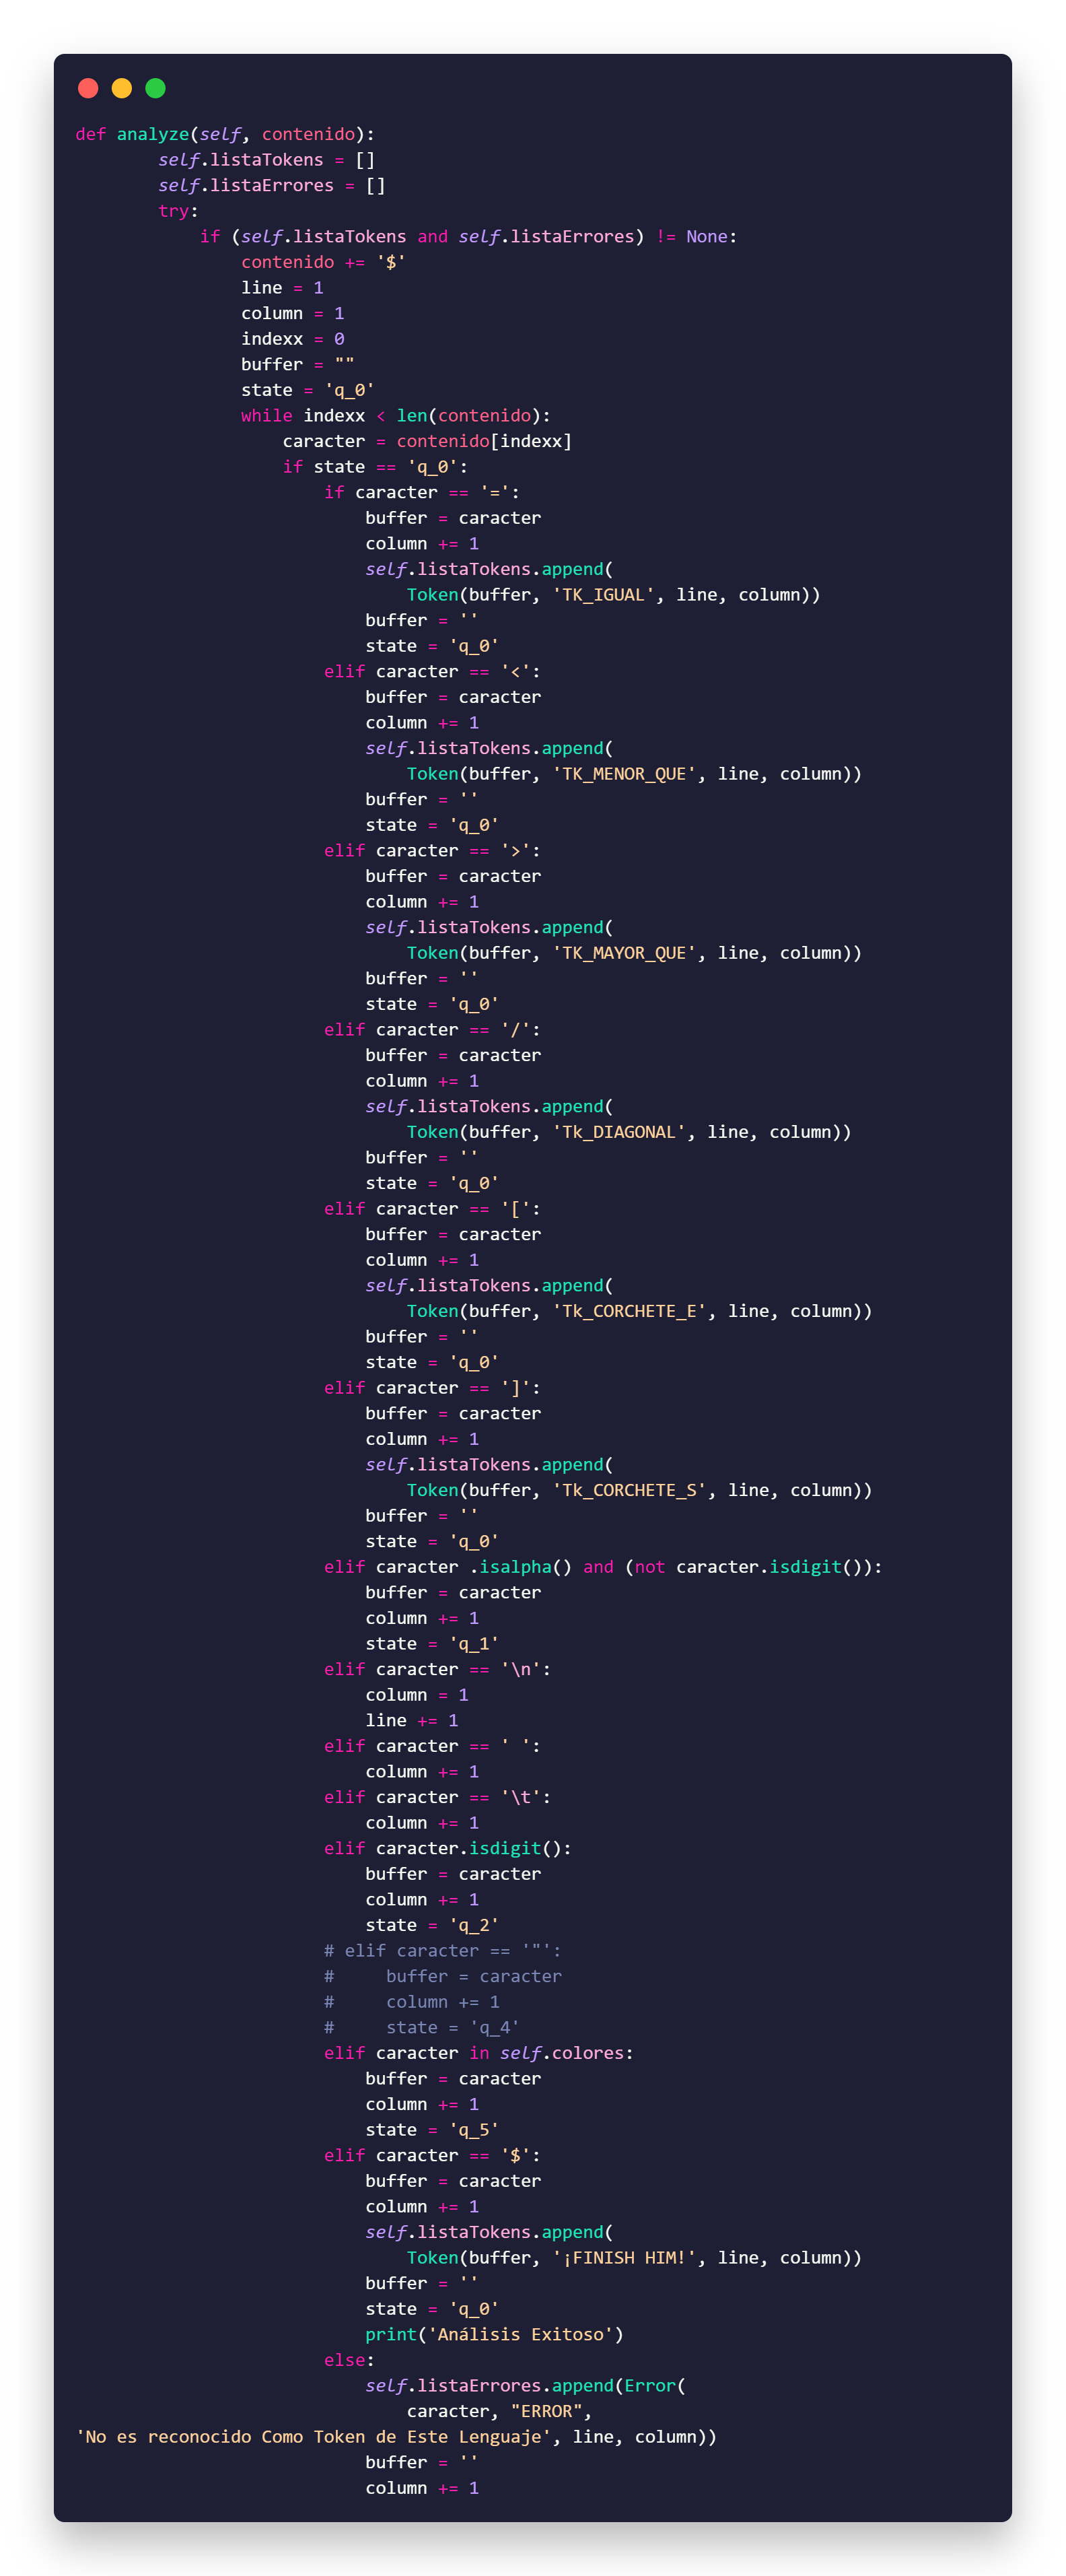 def analyze(self, contenido):
        self.listaTokens = []
        self.listaErrores = []
        try:
            if (self.listaTokens and self.listaErrores) != None:
                contenido += '$'
                line = 1
                column = 1
                indexx = 0
                buffer = ""
                state = 'q_0'
                while indexx < len(contenido):
                    caracter = contenido[indexx]
                    if state == 'q_0':
                        if caracter == '=':
                            buffer = caracter
                            column += 1
                            self.listaTokens.append(
                                Token(buffer, 'TK_IGUAL', line, column))
                            buffer = ''
                            state = 'q_0'
                        elif caracter == '<':
                            buffer = caracter
                            column += 1
                            self.listaTokens.append(
                                Token(buffer, 'TK_MENOR_QUE', line, column))
                            buffer = ''
                            state = 'q_0'
                        elif caracter == '>':
                            buffer = caracter
                            column += 1
                            self.listaTokens.append(
                                Token(buffer, 'TK_MAYOR_QUE', line, column))
                            buffer = ''
                            state = 'q_0'
                        elif caracter == '/':
                            buffer = caracter
                            column += 1
                            self.listaTokens.append(
                                Token(buffer, 'Tk_DIAGONAL', line, column))
                            buffer = ''
                            state = 'q_0'
                        elif caracter == '[':
                            buffer = caracter
                            column += 1
                            self.listaTokens.append(
                                Token(buffer, 'Tk_CORCHETE_E', line, column))
                            buffer = ''
                            state = 'q_0'
                        elif caracter == ']':
                            buffer = caracter
                            column += 1
                            self.listaTokens.append(
                                Token(buffer, 'Tk_CORCHETE_S', line, column))
                            buffer = ''
                            state = 'q_0'
                        elif caracter .isalpha() and (not caracter.isdigit()):
                            buffer = caracter
                            column += 1
                            state = 'q_1'
                        elif caracter == '\n':
                            column = 1
                            line += 1
                        elif caracter == ' ':
                            column += 1
                        elif caracter == '\t':
                            column += 1
                        elif caracter.isdigit():
                            buffer = caracter
                            column += 1
                            state = 'q_2'
                        # elif caracter == '"':
                        #     buffer = caracter
                        #     column += 1
                        #     state = 'q_4'
                        elif caracter in self.colores:
                            buffer = caracter
                            column += 1
                            state = 'q_5'
                        elif caracter == '$':
                            buffer = caracter
                            column += 1
                            self.listaTokens.append(
                                Token(buffer, '¡FINISH HIM!', line, column))
                            buffer = ''
                            state = 'q_0'
                            print('Análisis Exitoso')
                        else:
                            self.listaErrores.append(Error(
                                caracter, "ERROR",
'No es reconocido Como Token de Este Lenguaje', line, column))
                            buffer = ''
                            column += 1